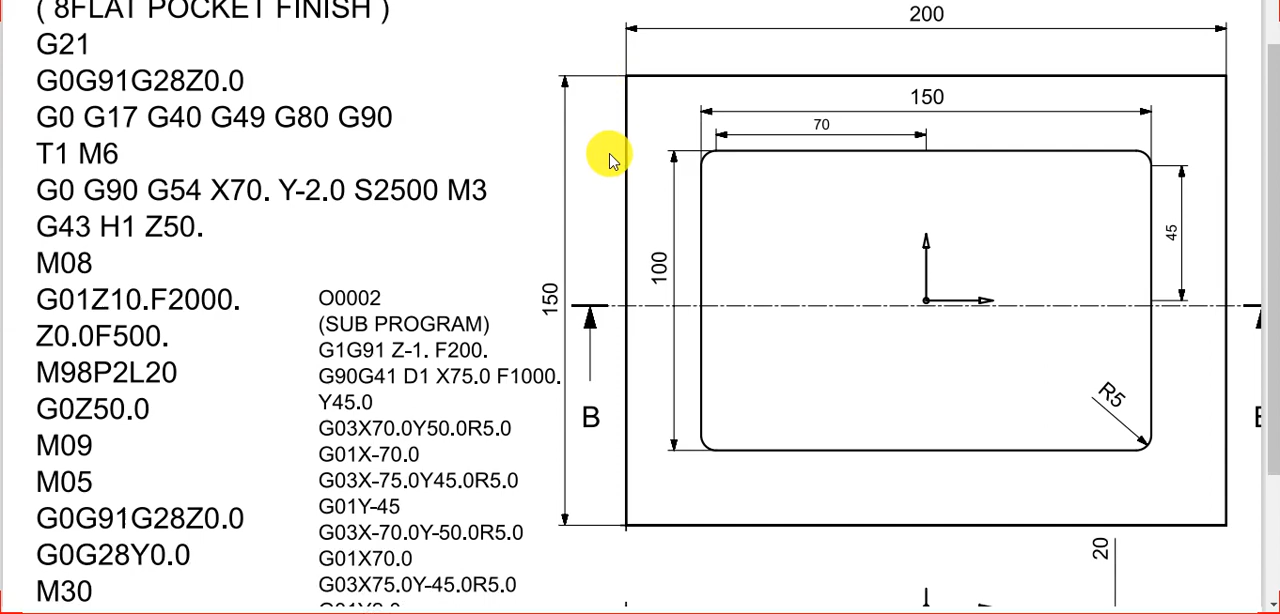 ( 8FLAT POCKET FINISH )
G21
G0G91G28Z0.0
G0 G17 G40 G49 G80 G90
T1 M6
G0 G90 G54 X70. Y-2.0 S2500 M3
G43 H1 Z50.
M08
G01Z10.F2000.
Z0.0F500.
M98P2L20
G0Z50.0
M09
M05
G0G91G28Z0.0
G0G28Y0.0
M30
O0002
(SUB PROGRAM)
G1G91 Z-1. F200.
G90G41 D1 X75.0 F1000.
Y45.0
G03X70.0Y50.0R5.0
G01X-70.0
G03X-75.0Y45.0R5.0
G01Y-45
G03X-70.0Y-50.0R5.0
G01X70.0
G03X75.0Y-45.0R5.0
200
150
70
45
100
150
R5
B
20